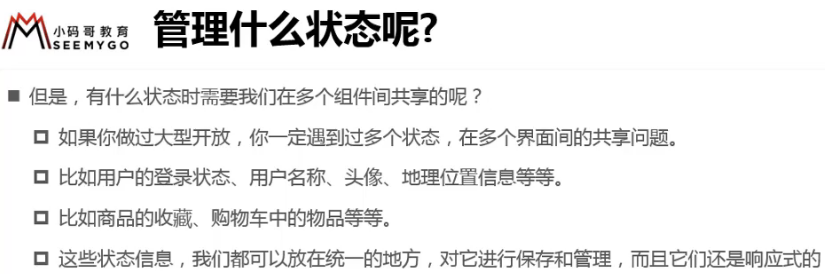 小码哥教育
SEEMYGO
管理什么状态呢?
但是，有什么状态时需要我们在多个组件间共享的呢？
如果你做过大型开放，你一定遇到过多个状态，在多个界面间的共享问题。
比如用户的登录状态、用户名称、头像、地理位置信息等等。
比如商品的收藏、购物车中的物品等等。
这些状态信息，我们都可以放在统一的地方，对它进行保存和管理，而且它们还是响应式的